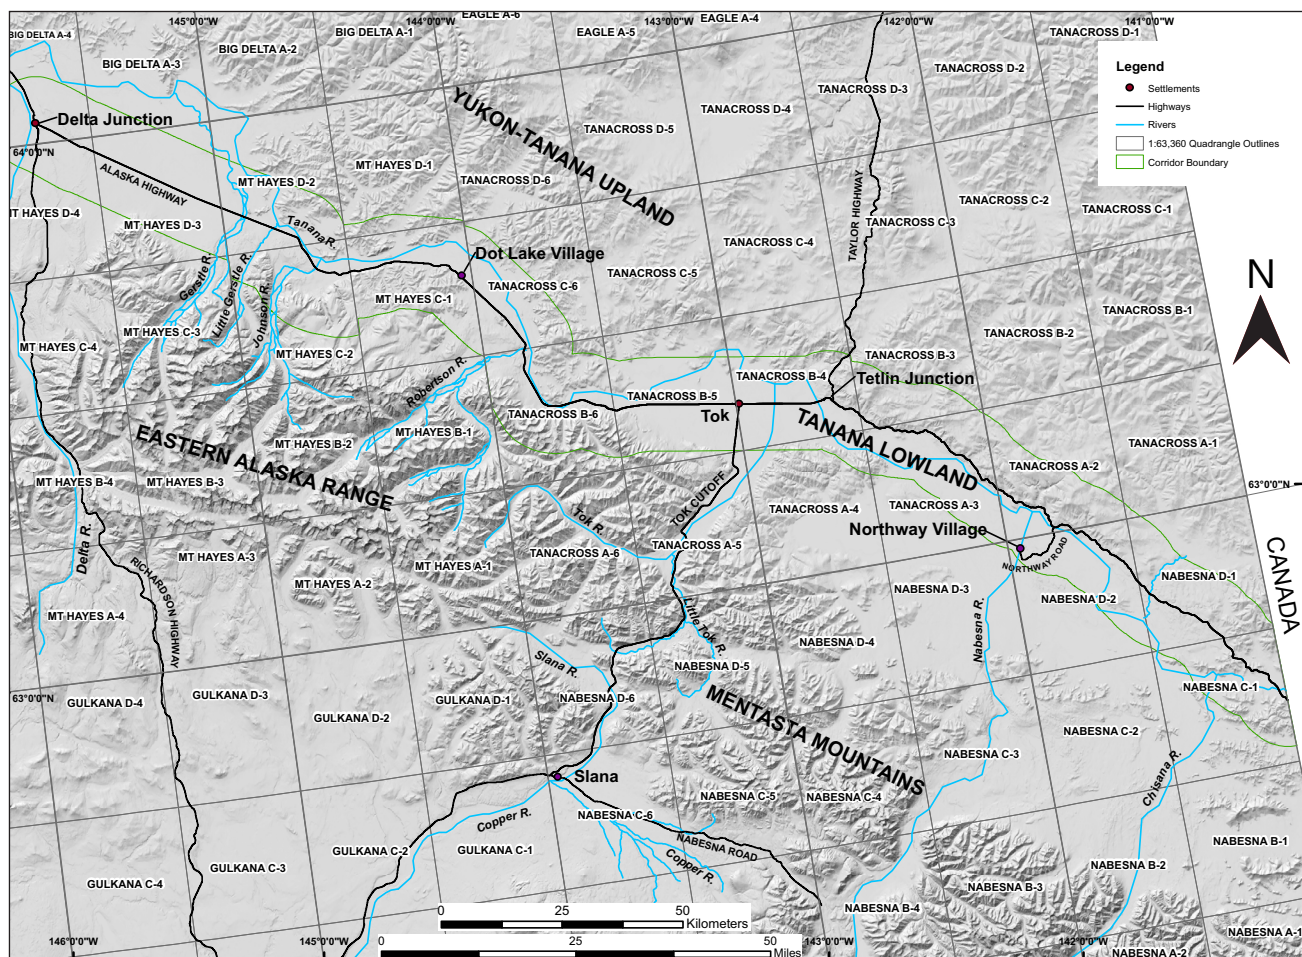 EAGLE A-6
145°0'0"W
144°0'0"W
143°0'0"W
EAGLE A-4
142°0'0"W
141°0'0"W
BIG DELTA A-4
BIG DELTA A-2
BIG DELTA A-1
EAGLE A-5
TANACROSS D-1
BIG DELTA A-3
TANACROSS D-2
Legend
Settlements
Highways
Rivers
1:63,360 Quadrangle Outlines
Corridor Boundary
TANACROSS D-3
YUKON-TANANA UPLAND
TANACROSS D-4
Delta Junction
TANACROSS D-5
64°0'0"N
MT HAYES D-1
ALASKA HIGHWAY
MT HAYES D-2
TANACROSS D-6
TAYLOR HIGHWAY
TANACROSS C-2
TANACROSS C-1
MT HAYES D-4
MT HAYES D-3
Tanana R.
TANACROSS C-3
TANACROSS C-4
Dot Lake Village
Gerstle R.
Little Gerstle R.
Johnson R.
TANACROSS C-5
TANACROSS C-6
N
MT HAYES C-1
TANACROSS B-1
MT HAYES C-3
TANACROSS B-2
MT HAYES C-4
MT HAYES C-2
TANACROSS B-3
Robertson R.
TANACROSS B-4
Tetlin Junction
TANACROSS B-5
TANACROSS B-6
Tok
TANANA LOWLAND
EASTERN ALASKA RANGE
MT HAYES B-2
MT HAYES B-1
TANACROSS A-1
TANACROSS A-2
MT HAYES B-4
MT HAYES B-3
63°0'0"N
TOK CUTOFF
TANACROSS A-4
TANACROSS A-3
Tok R.
Northway Village
Delta R.
TANACROSS A-5
TANACROSS A-6
NORTHWAY ROAD
MT HAYES A-3
MT HAYES A-1
RICHARDSON HIGHWAY
MT HAYES A-2
NABESNA D-1
CANADA
NABESNA D-3
NABESNA D-2
MT HAYES A-4
Little Tok R.
Nabesna R.
NABESNA D-4
Slana R.
NABESNA D-5
63°0'0"N
GULKANA D-4
GULKANA D-3
GULKANA D-1
NABESNA D-6
NABESNA C-1
GULKANA D-2
MENTASTA MOUNTAINS
NABESNA C-2
NABESNA C-3
Slana
Chisana R.
NABESNA C-5
NABESNA C-4
Copper R.
NABESNA C-6
NABESNA B-1
GULKANA C-2
GULKANA C-1
NABESNA ROAD
Copper R.
GULKANA C-3
NABESNA B-2
GULKANA C-4
NABESNA B-3
NABESNA B-4
0 25 50
Kilometers
NABESNA A-1
146°0'0"W
145°0'0"W
143°0'0"W
142°0'0"W
0 25 50
Miles
NABESNA A-2